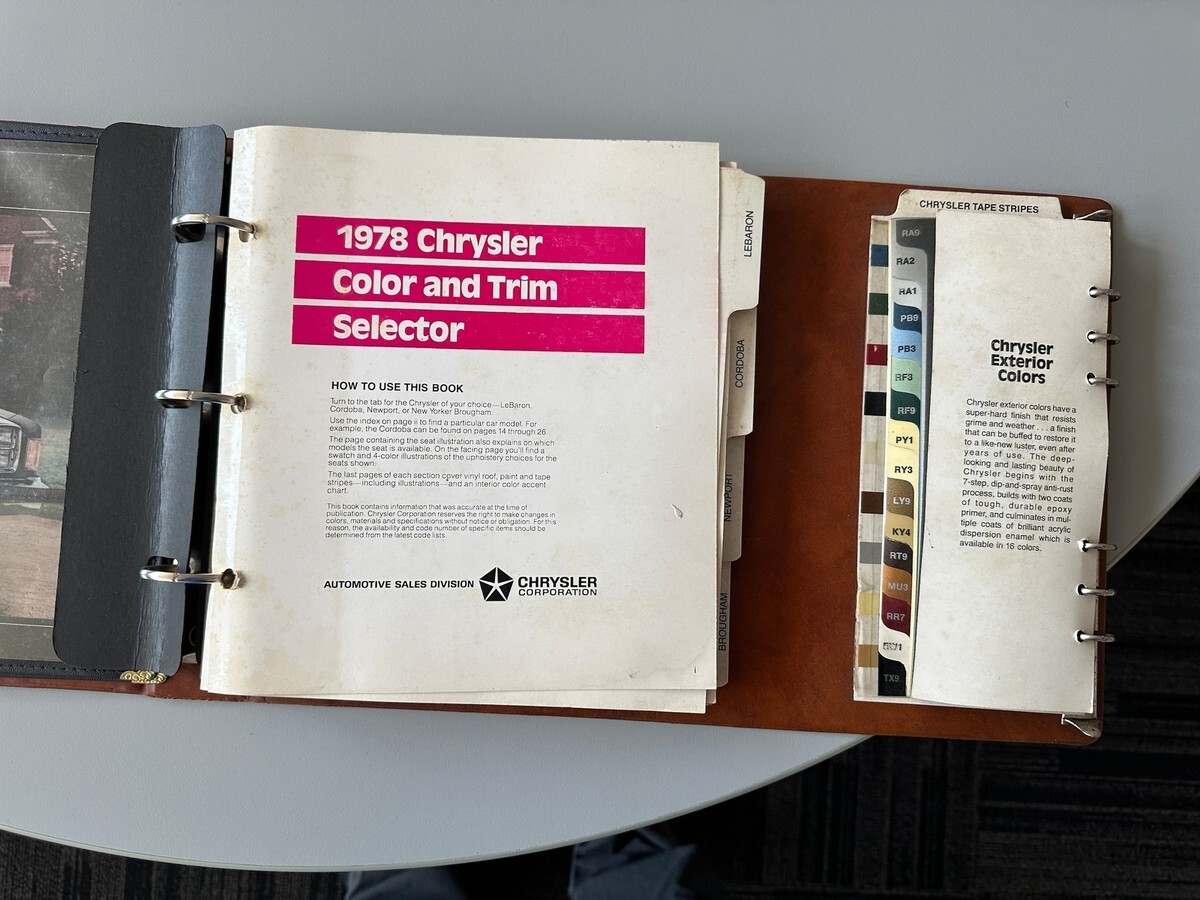 1978 Chrysler
Color and Trim
Selector
HOW TO USE THIS BOOK
Turn to the tab for the Chrysler of your choice—LeBaron,
Cordoba, Newport, or New Yorker Brougham.
Use the index on page ii to find a particular car model. For
example, the Cordoba can be found on pages 14 through 26.
The page containing the seat illustration also explains on which
models the seat is available. On the facing page you'll find a
swatch and 4-color illustrations of the upholstery choices for the
seats shown.
The last pages of each section cover vinyl roof, paint and tape
stripes—including illustrations—and an interior color accent
chart.
This book contains information that was accurate at the time of
publication. Chrysler Corporation reserves the right to make changes in
colors, materials and specifications without notice or obligation. For this
reason, the availability and code number of specific items should be
determined from the latest code lists.
AUTOMOTIVE SALES DIVISION
CHRYSLER
CORPORATION
LEBARON
CORDOBA
NEWPORT
BROUGHAM
CHRYSLER TAPE STRIPES
RA9
RA2
RA1
PB9
PB3
RF3
RF9
PY1
RY3
LY9
KY4
RT9
MU3
RR7
TX9
Chrysler
Exterior
Colors
Chrysler exterior colors have a
super-hard finish that resists
grime and weather . . . a finish
that can be buffed to restore it
to a like-new luster, even after
years of use. The deep-
looking and lasting beauty of
Chrysler begins with the
7-step, dip-and-spray anti-rust
process, builds with two coats
of tough, durable epoxy
primer, and culminates in mul-
tiple coats of brilliant acrylic
dispersion enamel which is
available in 16 colors.